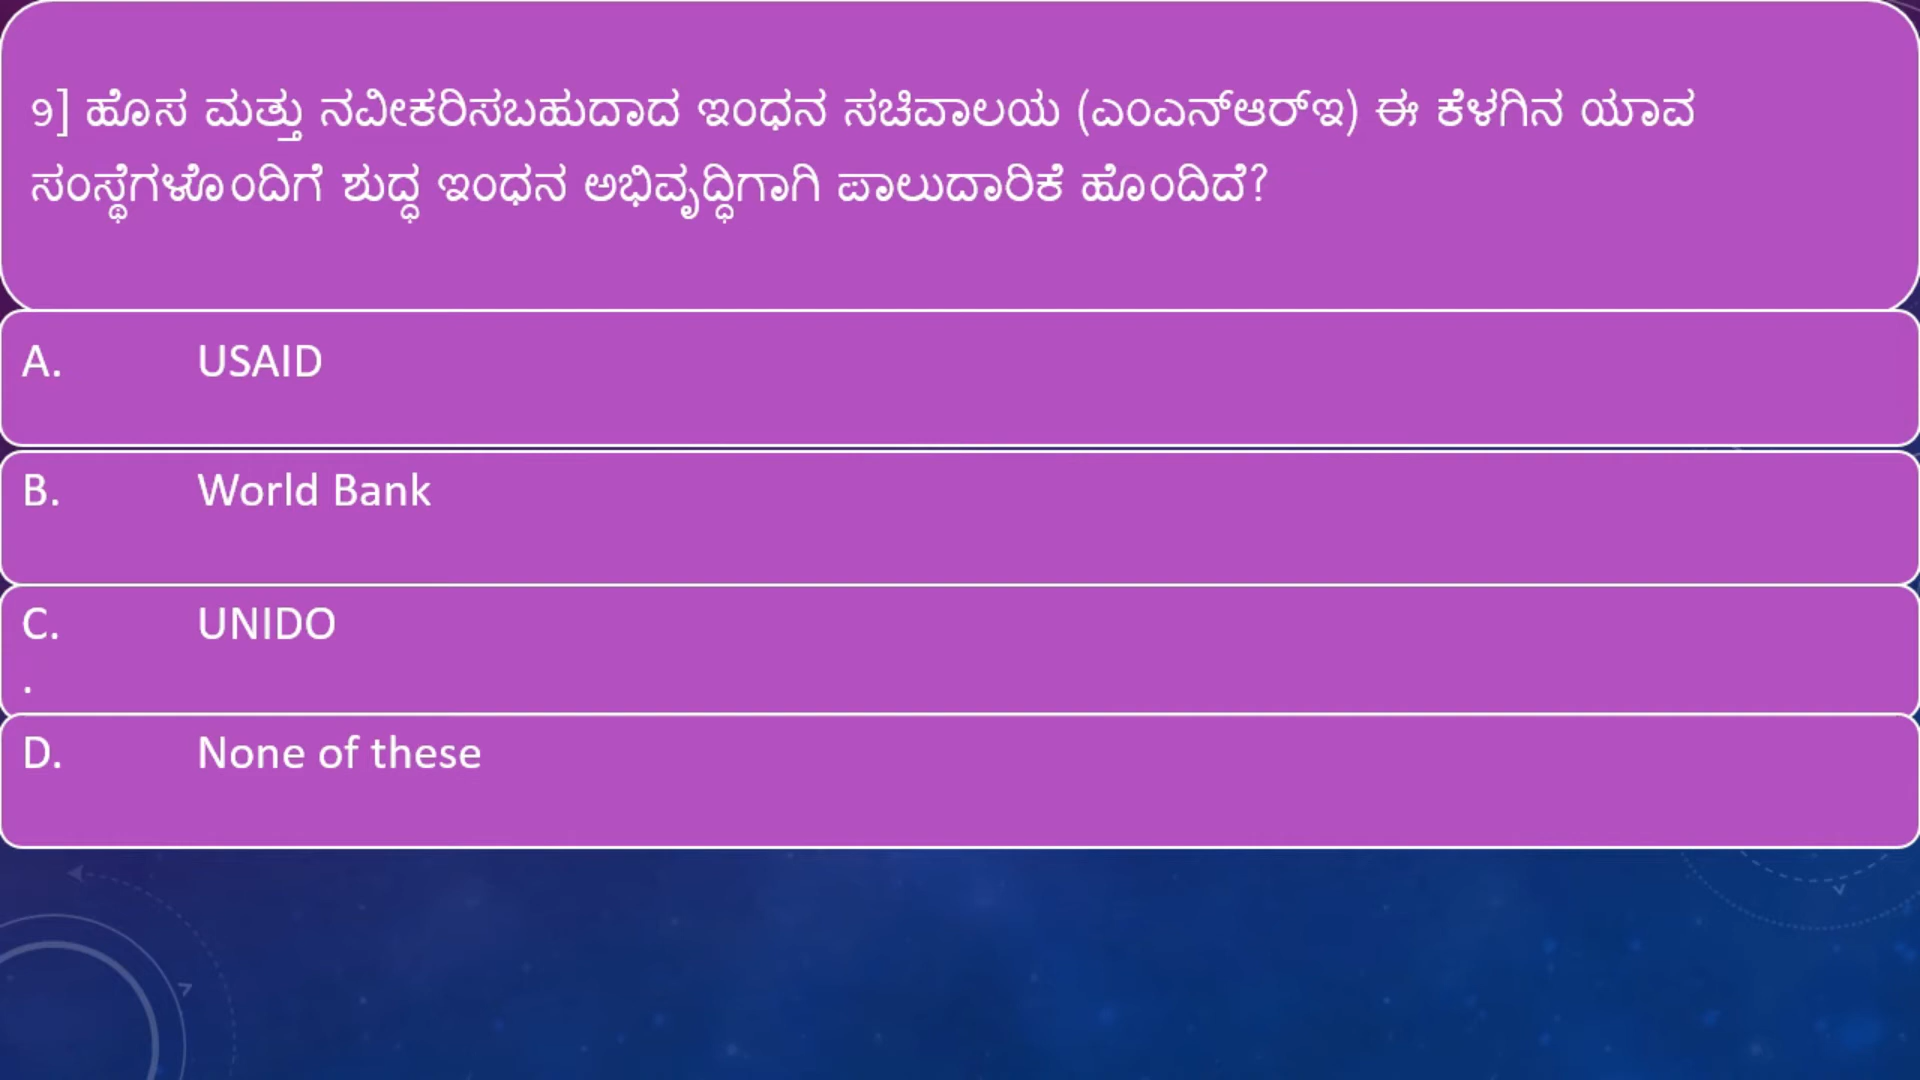 9] ಹೊಸ ಮತ್ತು ನವೀಕರಿಸಬಹುದಾದ ಇಂಧನ ಸಚಿವಾಲಯ (ಎಂಎನ್ಆರ್‌ಇ) ಈ ಕೆಳಗಿನ ಯಾವ
ಸಂಸ್ಥೆಗಳೊಂದಿಗೆ ಶುದ್ಧ ಇಂಧನ ಅಭಿವೃದ್ಧಿಗಾಗಿ ಪಾಲುದಾರಿಕೆ ಹೊಂದಿದೆ?
A. USAID
B. World Bank
C. UNIDO
.
D. None of these